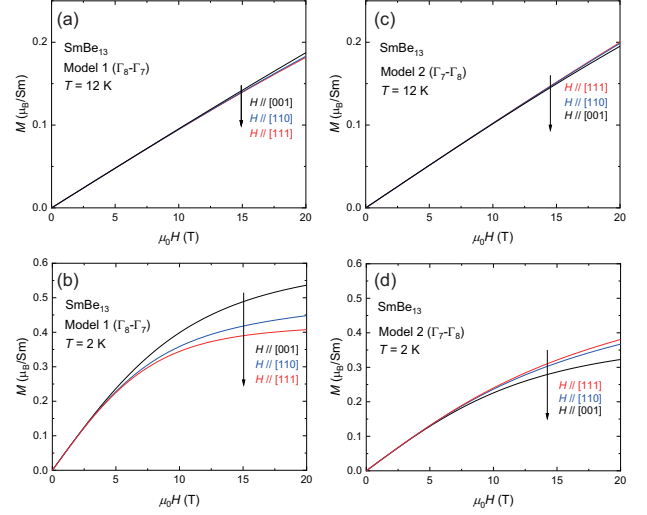 (a)
SmBe13
Model 1 (Γ8-Γ7)
T = 12 K
H // [001]
H // [110]
H // [111]
M (μB/Sm)
0.2
0.1
0.0
0 5 10 15 20
μ0H (T)
(c)
SmBe13
Model 2 (Γ7-Γ8)
T = 12 K
H // [111]
H // [110]
H // [001]
M (μB/Sm)
0.2
0.1
0.0
0 5 10 15 20
μ0H (T)
(b)
SmBe13
Model 1 (Γ8-Γ7)
T = 2 K
H // [001]
H // [110]
H // [111]
M (μB/Sm)
0.6
0.5
0.4
0.3
0.2
0.1
0.0
0 5 10 15 20
μ0H (T)
(d)
SmBe13
Model 2 (Γ7-Γ8)
T = 2 K
H // [111]
H // [110]
H // [001]
M (μB/Sm)
0.6
0.5
0.4
0.3
0.2
0.1
0.0
0 5 10 15 20
μ0H (T)